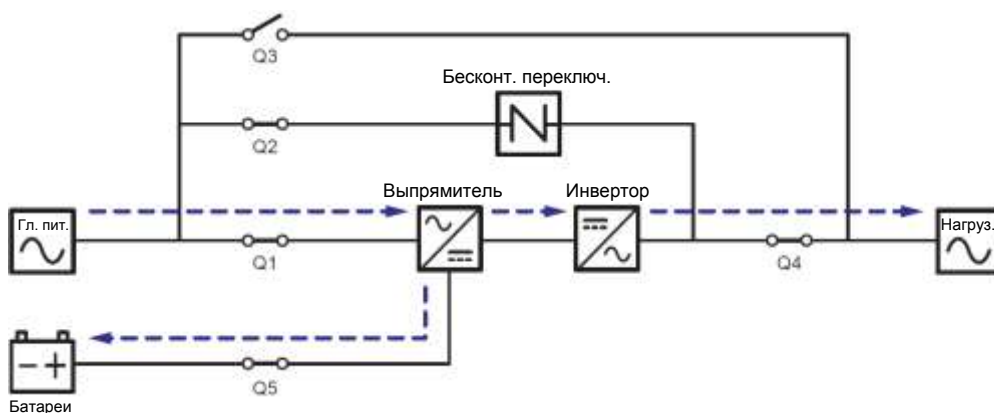 Q3
Бесконт. переключ.
Q2
Выпрямитель
Инвертор
Гл. пит.
Нагруз.
Q1
Q4
Q5
Батареи